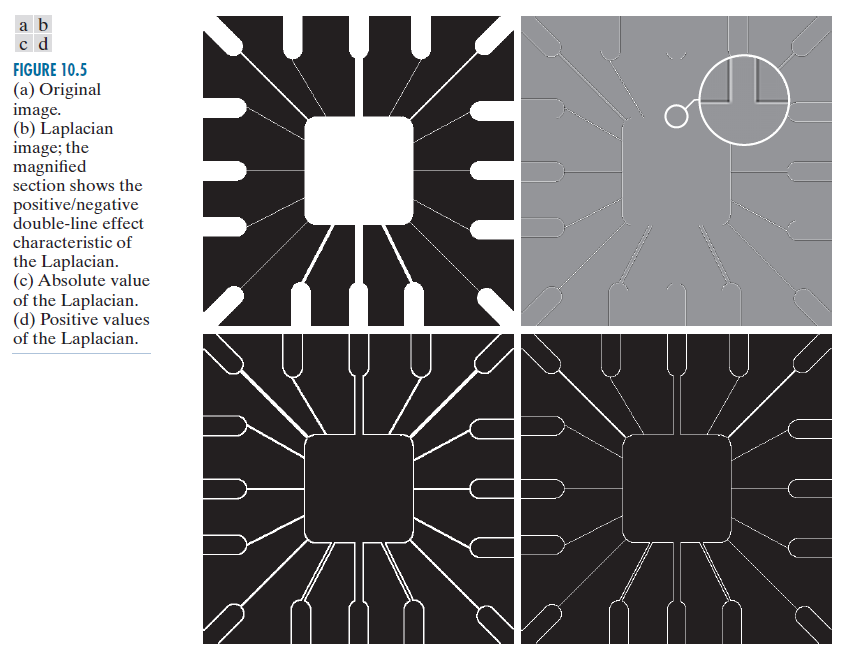 a b
c d
FIGURE 10.5
(a) Original
image.
(b) Laplacian
image; the
magnified
section shows the
positive/negative
double-line effect
characteristic of
the Laplacian.
(c) Absolute value
of the Laplacian.
(d) Positive values
of the Laplacian.